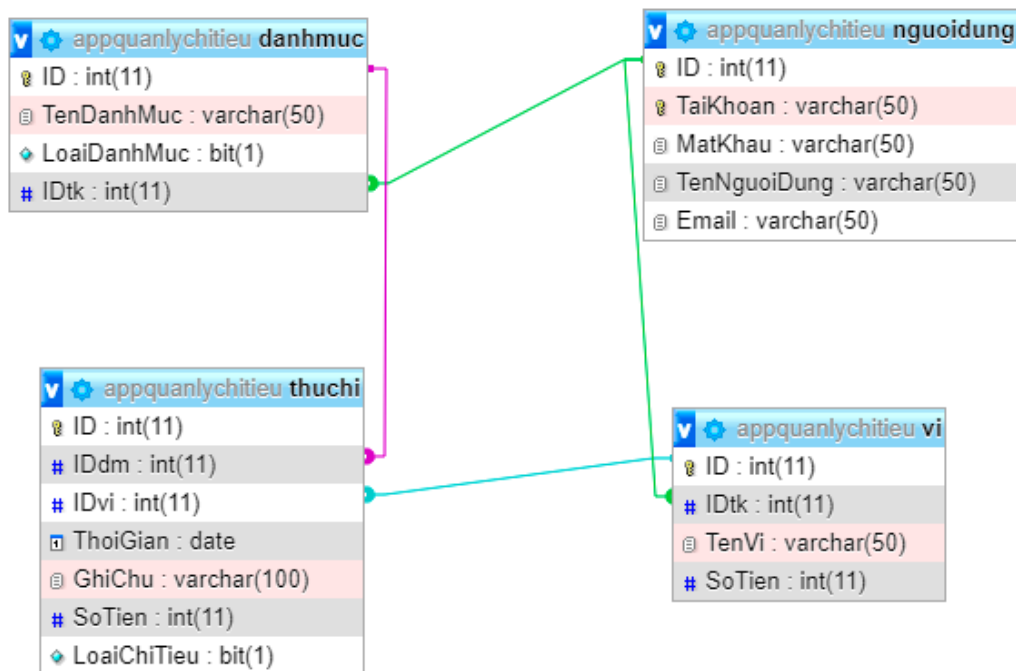 appquanlychitieu danhmuc
ID : int(11)
TenDanhMuc : varchar(50)
LoaiDanhMuc : bit(1)
IDtk : int(11)
appquanlychitieu nguoidung
ID : int(11)
TaiKhoan : varchar(50)
MatKhau : varchar(50)
TenNguoiDung : varchar(50)
Email : varchar(50)
appquanlychitieu thuchi
ID : int(11)
IDdm : int(11)
IDvi : int(11)
ThoiGian : date
GhiChu : varchar(100)
SoTien : int(11)
LoaiChiTieu : bit(1)
appquanlychitieu vi
ID : int(11)
IDtk : int(11)
TenVi : varchar(50)
SoTien : int(11)